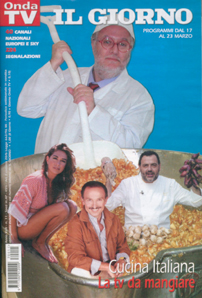 Onda
TV
IL GIORNO
PROGRAMMI DAL 17
AL 23 MARZO
CANALI
NAZIONALI
EUROPEI E SKY
SEGNALAZIONI
Cucina Italiana
La tv da mangiare